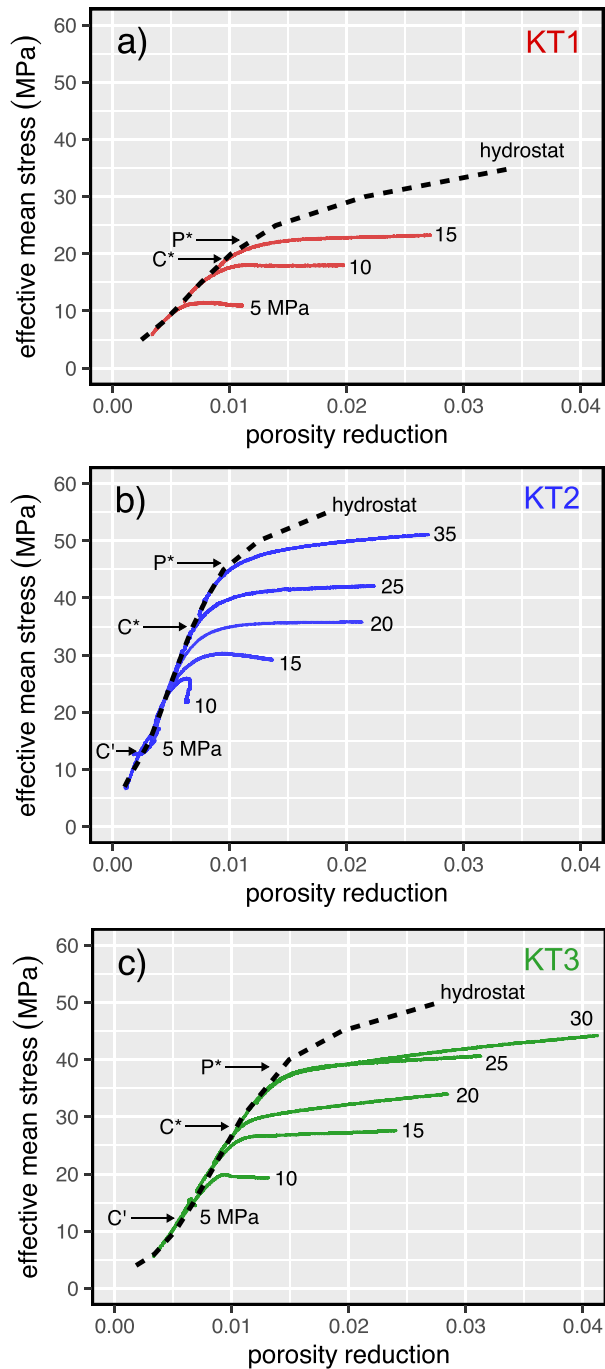 a)
KT1
effective mean stress (MPa)
60
50
40
30
20
10
0
hydrostat
P*
C*
15
10
5 MPa
0.00
0.01
0.02
0.03
0.04
porosity reduction
b)
KT2
effective mean stress (MPa)
60
50
40
30
20
10
0
hydrostat
35
P*
25
C*
20
15
10
C'
5 MPa
0.00
0.01
0.02
0.03
0.04
porosity reduction
c)
KT3
effective mean stress (MPa)
60
50
40
30
20
10
0
hydrostat
30
P*
25
20
C*
15
10
C'
5 MPa
0.00
0.01
0.02
0.03
0.04
porosity reduction